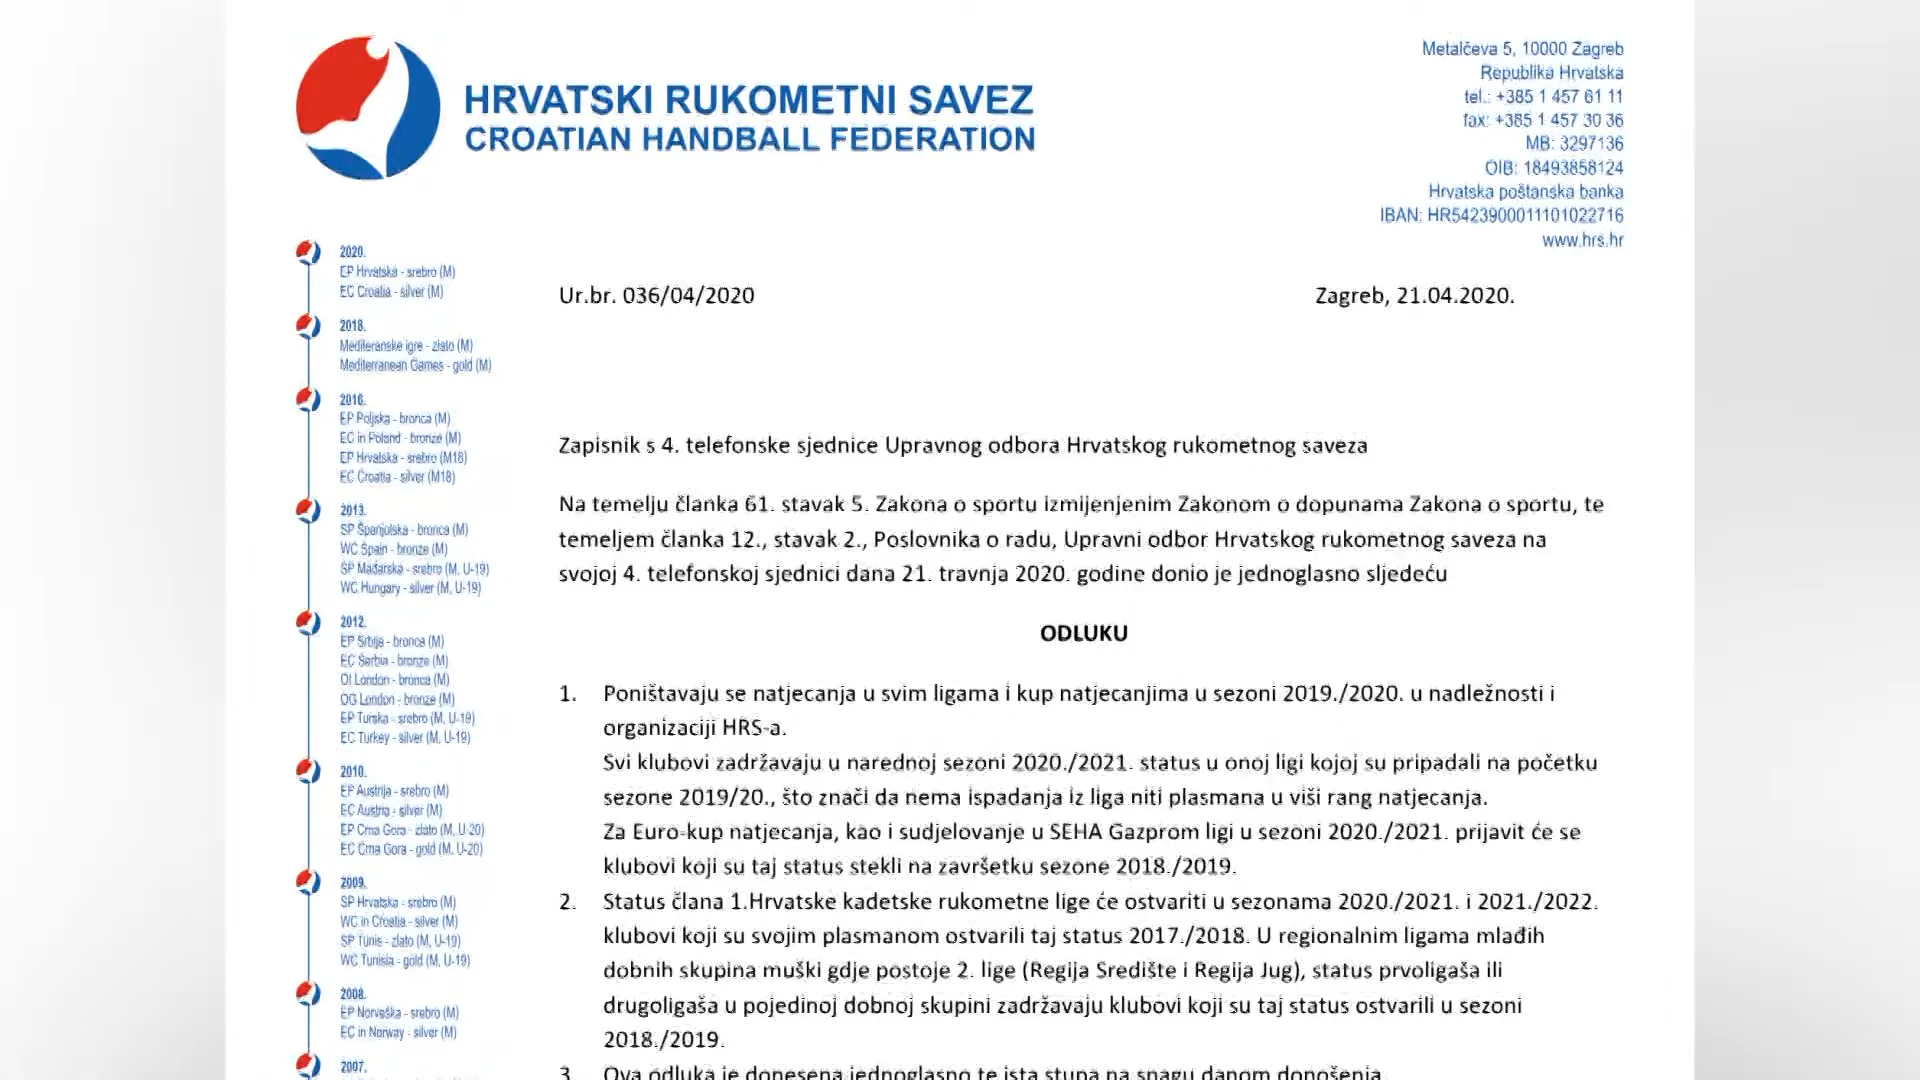 HRVATSKI RUKOMETNI SAVEZ
CROATIAN HANDBALL FEDERATION
Metalčeva 5, 10000 Zagreb
Republika Hrvatska
tel.: +385 1 457 61 11
fax: +385 1 457 30 36
MB: 3297136
OIB: 18493858124
Hrvatska poštanska banka
IBAN: HR5423900011101022716
www.hrs.hr
2020.
EP Hrvatska - srebro (M)
EC Croatia - silver (M)
2018.
Mediteranske igre - zlato (M)
Mediterranean Games - gold (M)
2016.
EP Poljska - bronca (M)
EC in Poland - bronze (M)
EP Hrvatska - srebro (M18)
EC Croatia - silver (M18)
2013.
SP Španjolska - bronca (M)
WC Spain - bronze (M)
SP Mađarska - srebro (M, U-19)
WC Hungary - silver (M, U-19)
2012.
EP Srbija - bronca (M)
EC Serbia - bronze (M)
OI London - bronca (M)
OG London - bronze (M)
EP Turska - srebro (M, U-19)
EC Turkey - silver (M, U-19)
2010.
EP Austrija - srebro (M)
EC Austria - silver (M)
EP Crna Gora - zlato (M, U-20)
EC Crna Gora - gold (M, U-20)
2009.
SP Hrvatska - srebro (M)
WC in Croatia - silver (M)
SP Tunis - zlato (M, U-19)
WC Tunisia - gold (M, U-19)
2008.
EP Norveška - srebro (M)
EC in Norway - silver (M)
2007.
Ur.br. 036/04/2020
Zagreb, 21.04.2020.
Zapisnik s 4. telefonske sjednice Upravnog odbora Hrvatskog rukometnog saveza
Na temelju članka 61. stavak 5. Zakona o sportu izmijenjenim Zakonom o dopunama Zakona o sportu, te
temeljem članka 12., stavak 2., Poslovnika o radu, Upravni odbor Hrvatskog rukometnog saveza na
svojoj 4. telefonskoj sjednici dana 21. travnja 2020. godine donio je jednoglasno sljedeću
ODLUKU
1. Poništavaju se natjecanja u svim ligama i kup natjecanjima u sezoni 2019./2020. u nadležnosti i
organizaciji HRS-a.
Svi klubovi zadržavaju u narednoj sezoni 2020./2021. status u onoj ligi kojoj su pripadali na početku
sezone 2019/20., što znači da nema ispadanja iz liga niti plasmana u viši rang natjecanja.
Za Euro-kup natjecanja, kao i sudjelovanje u SEHA Gazprom ligi u sezoni 2020./2021. prijavit će se
klubovi koji su taj status stekli na završetku sezone 2018./2019.
2. Status člana 1.Hrvatske kadetske rukometne lige će ostvariti u sezonama 2020./2021. i 2021./2022.
klubovi koji su svojim plasmanom ostvarili taj status 2017./2018. U regionalnim ligama mlađih
dobnih skupina muški gdje postoje 2. lige (Regija Središte i Regija Jug), status prvoligaša ili
drugoligaša u pojedinoj dobnoj skupini zadržavaju klubovi koji su taj status ostvarili u sezoni
2018./2019.
3. Ova odluka je donesena jednoglasno te ista stupa na snagu danom donošenja.